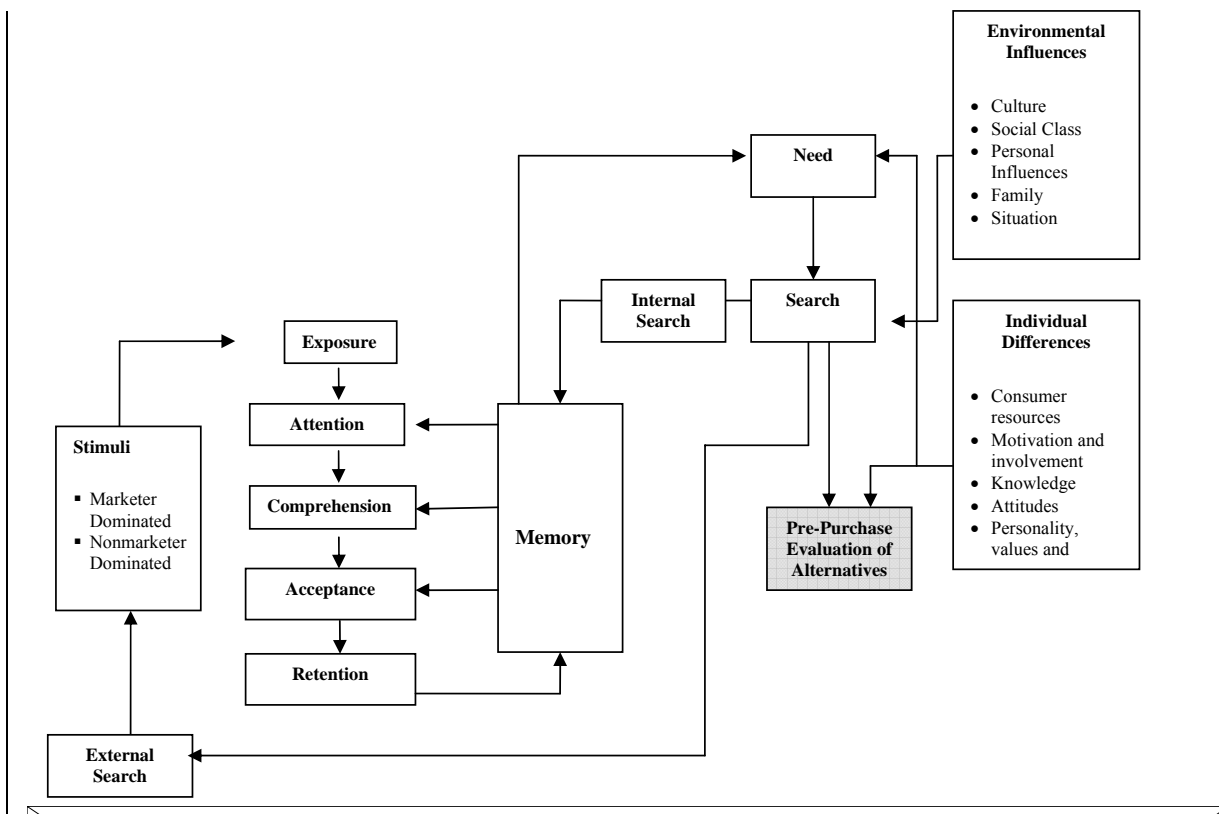 Environmental
Influences
• Culture
• Social Class
• Personal
Influences
• Family
• Situation
Need
Internal
Search
Search
Individual
Differences
• Consumer
resources
• Motivation and
involvement
• Knowledge
• Attitudes
• Personality,
values and
Exposure
Attention
Comprehension
Acceptance
Retention
Memory
Stimuli
▪ Marketer
Dominated
▪ Nonmarketer
Dominated
Pre-Purchase
Evaluation of
Alternatives
External
Search